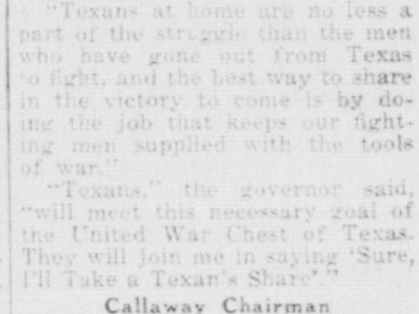 "Texans at home are no less a
part of the struggle than the men
who have gone out from Texas
to fight, and the best way to share
in the victory to come is by do-
ing the job that keeps our fight-
ing men supplied with the tools
of war."
"Texans," the governor said,
"will meet this necessary goal of
the United War Chest of Texas.
They will join me in saying 'Sure,
I'll Take a Texan's Share'."
Callaway Chairman